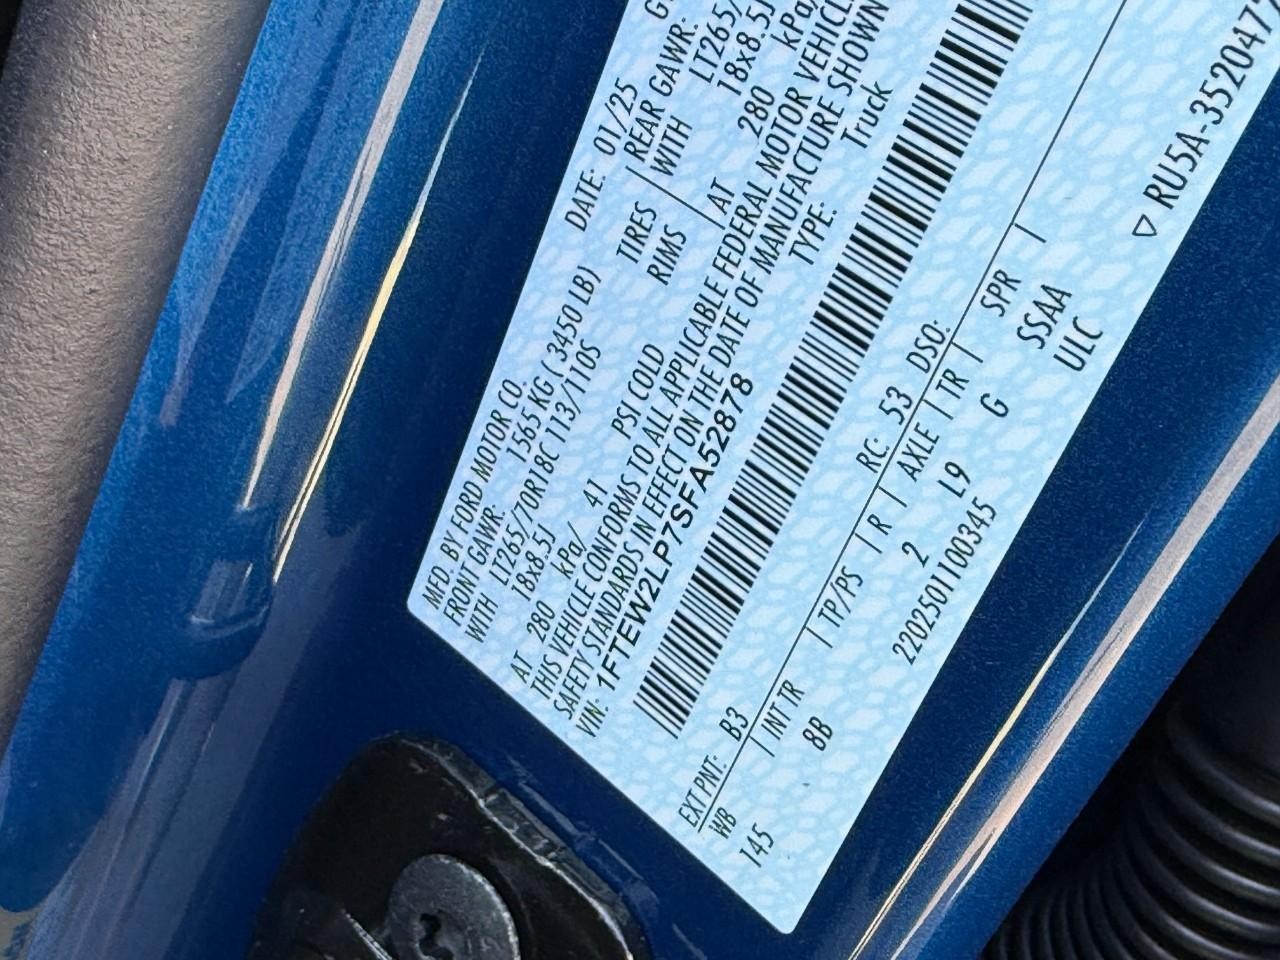 MFD. BY FORD MOTOR CO.
DATE: 01/25
FRONT GAWR: 1565 KG ( 3450 LB)
REAR GAWR:
WITH LT265/70R18C 113/110S TIRES
WITH LT265/
18x8.5J RIMS
18x8.5J
AT 280 kPa/ 41 PSI COLD
AT 280 kPa/
THIS VEHICLE CONFORMS TO ALL APPLICABLE FEDERAL MOTOR VEHICLE
SAFETY STANDARDS IN EFFECT ON THE DATE OF MANUFACTURE SHOWN
VIN: 1FTEW2LP7SFA52878
TYPE: Truck
EXT PNT: B3 RC: 53 DSO:
WB | INT TR | TP/PS | R | AXLE | TR | SPR |
145 8B 2 L9 G SSAA
ULC
2202501100345
▽ RU5A-3520472